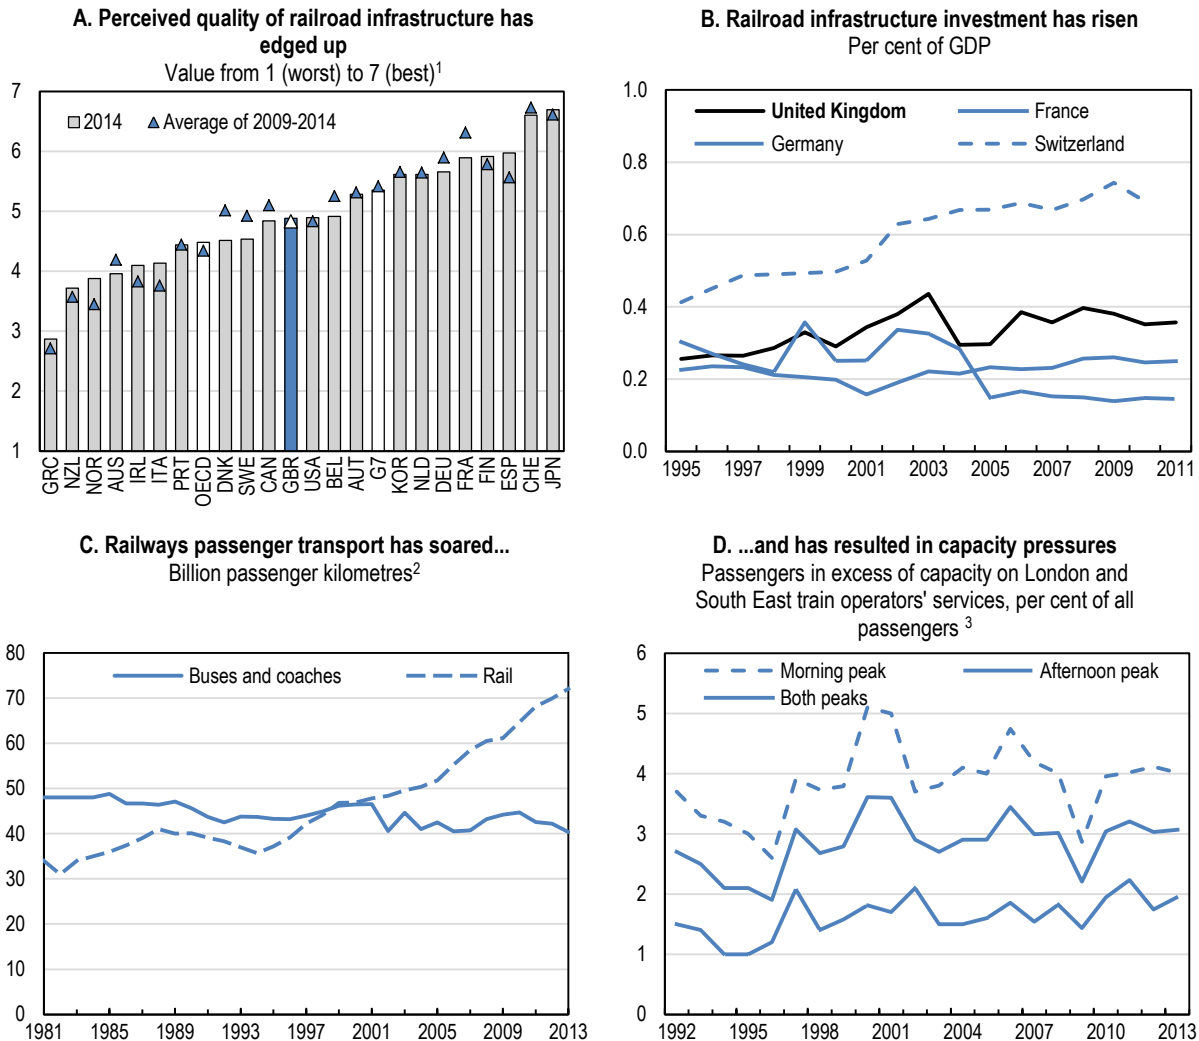 A. Perceived quality of railroad infrastructure has
edged up
Value from 1 (worst) to 7 (best)1
7
6
5
4
3
2
1
2014
Average of 2009-2014
GRC
NZL
NOR
AUS
IRL
ITA
PRT
OECD
DNK
SWE
CAN
GBR
USA
BEL
AUT
G7
KOR
NLD
DEU
FRA
FIN
ESP
CHE
JPN
B. Railroad infrastructure investment has risen
Per cent of GDP
1.0
0.8
0.6
0.4
0.2
0.0
United Kingdom
France
Germany
Switzerland
1995
1997
1999
2001
2003
2005
2007
2009
2011
C. Railways passenger transport has soared...
Billion passenger kilometres2
80
70
60
50
40
30
20
10
0
Buses and coaches
Rail
1981
1985
1989
1993
1997
2001
2005
2009
2013
D. ...and has resulted in capacity pressures
Passengers in excess of capacity on London and
South East train operators' services, per cent of all
passengers 3
6
5
4
3
2
1
0
Morning peak
Afternoon peak
Both peaks
1992
1995
1998
2001
2004
2007
2010
2013